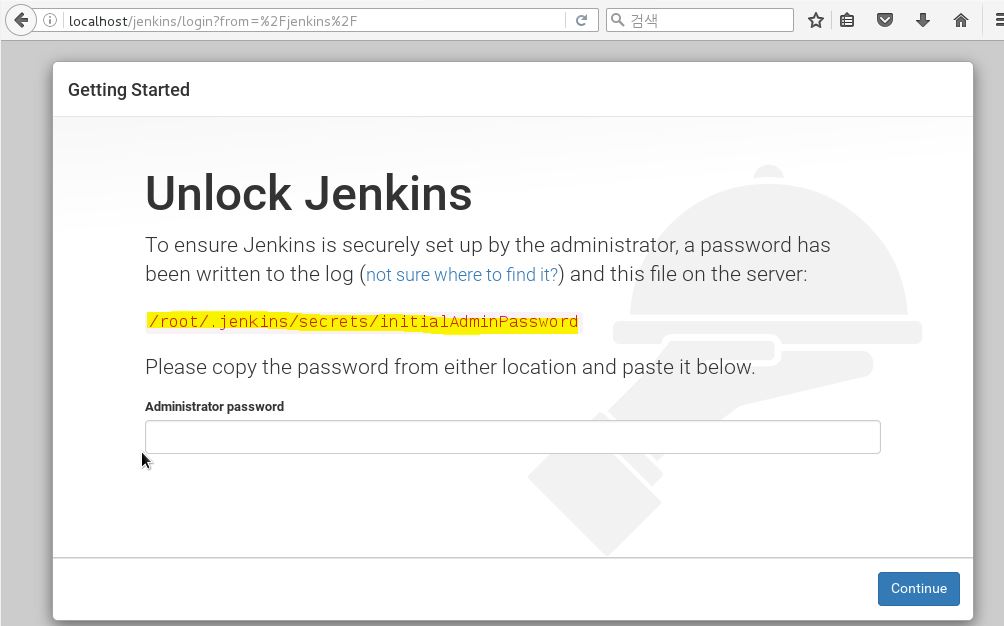 localhost/jenkins/login?from=%2Fjenkins%2F
검색
Getting Started
Unlock Jenkins
To ensure Jenkins is securely set up by the administrator, a password has
been written to the log (not sure where to find it?) and this file on the server:
/root/.jenkins/secrets/initialAdminPassword
Please copy the password from either location and paste it below.
Administrator password
Continue